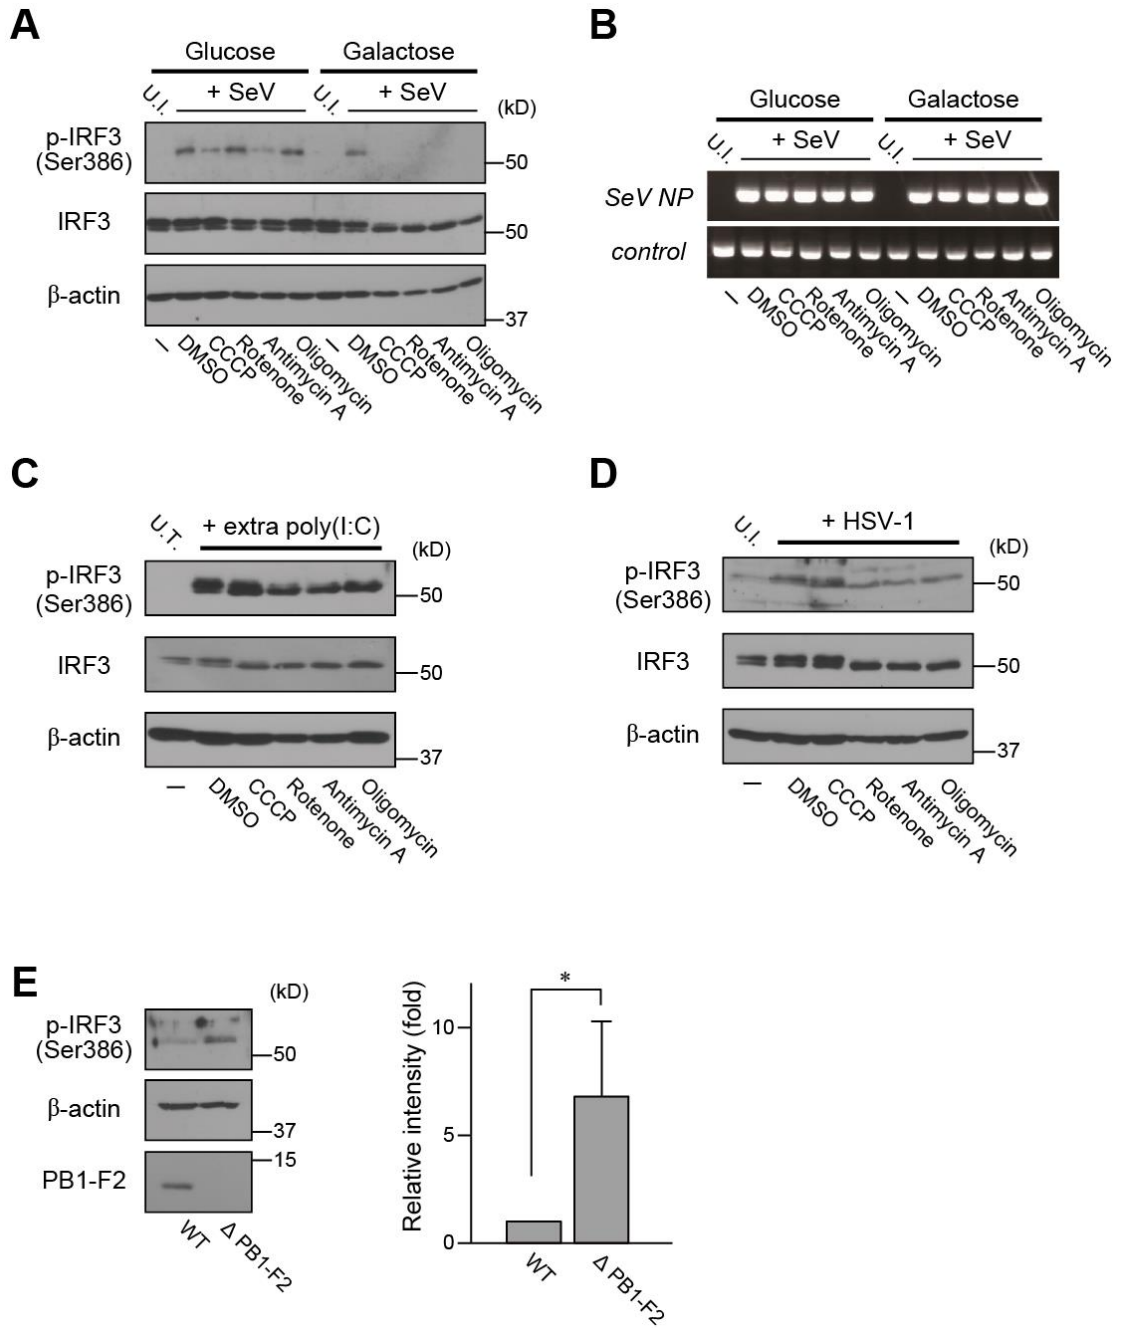 A
Glucose
Galactose
U.I.
+ SeV
U.I.
+ SeV
(kD)
p-IRF3
(Ser386)
50
IRF3
50
β-actin
37
—
DMSO
CCCP
Rotenone
Antimycin A
Oligomycin
—
DMSO
CCCP
Rotenone
Antimycin A
Oligomycin
B
Glucose
Galactose
U.I.
+ SeV
U.I.
+ SeV
SeV NP
control
—
DMSO
CCCP
Rotenone
Antimycin A
Oligomycin
—
DMSO
CCCP
Rotenone
Antimycin A
Oligomycin
C
U.T.
+ extra poly(I:C)
(kD)
p-IRF3
(Ser386)
50
IRF3
50
β-actin
37
—
DMSO
CCCP
Rotenone
Antimycin A
Oligomycin
D
U.I.
+ HSV-1
(kD)
p-IRF3
(Ser386)
50
IRF3
50
β-actin
37
—
DMSO
CCCP
Rotenone
Antimycin A
Oligomycin
E
(kD)
p-IRF3
(Ser386)
50
β-actin
37
15
PB1-F2
WT
Δ PB1-F2
Relative intensity (fold)
*
10
5
0
WT
Δ PB1-F2